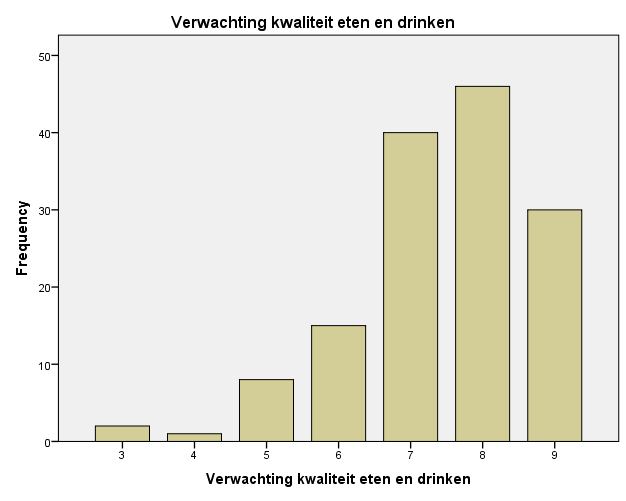 Verwachting kwaliteit eten en drinken
50
40
30
20
10
0
Frequency
3 4 5 6 7 8 9
Verwachting kwaliteit eten en drinken